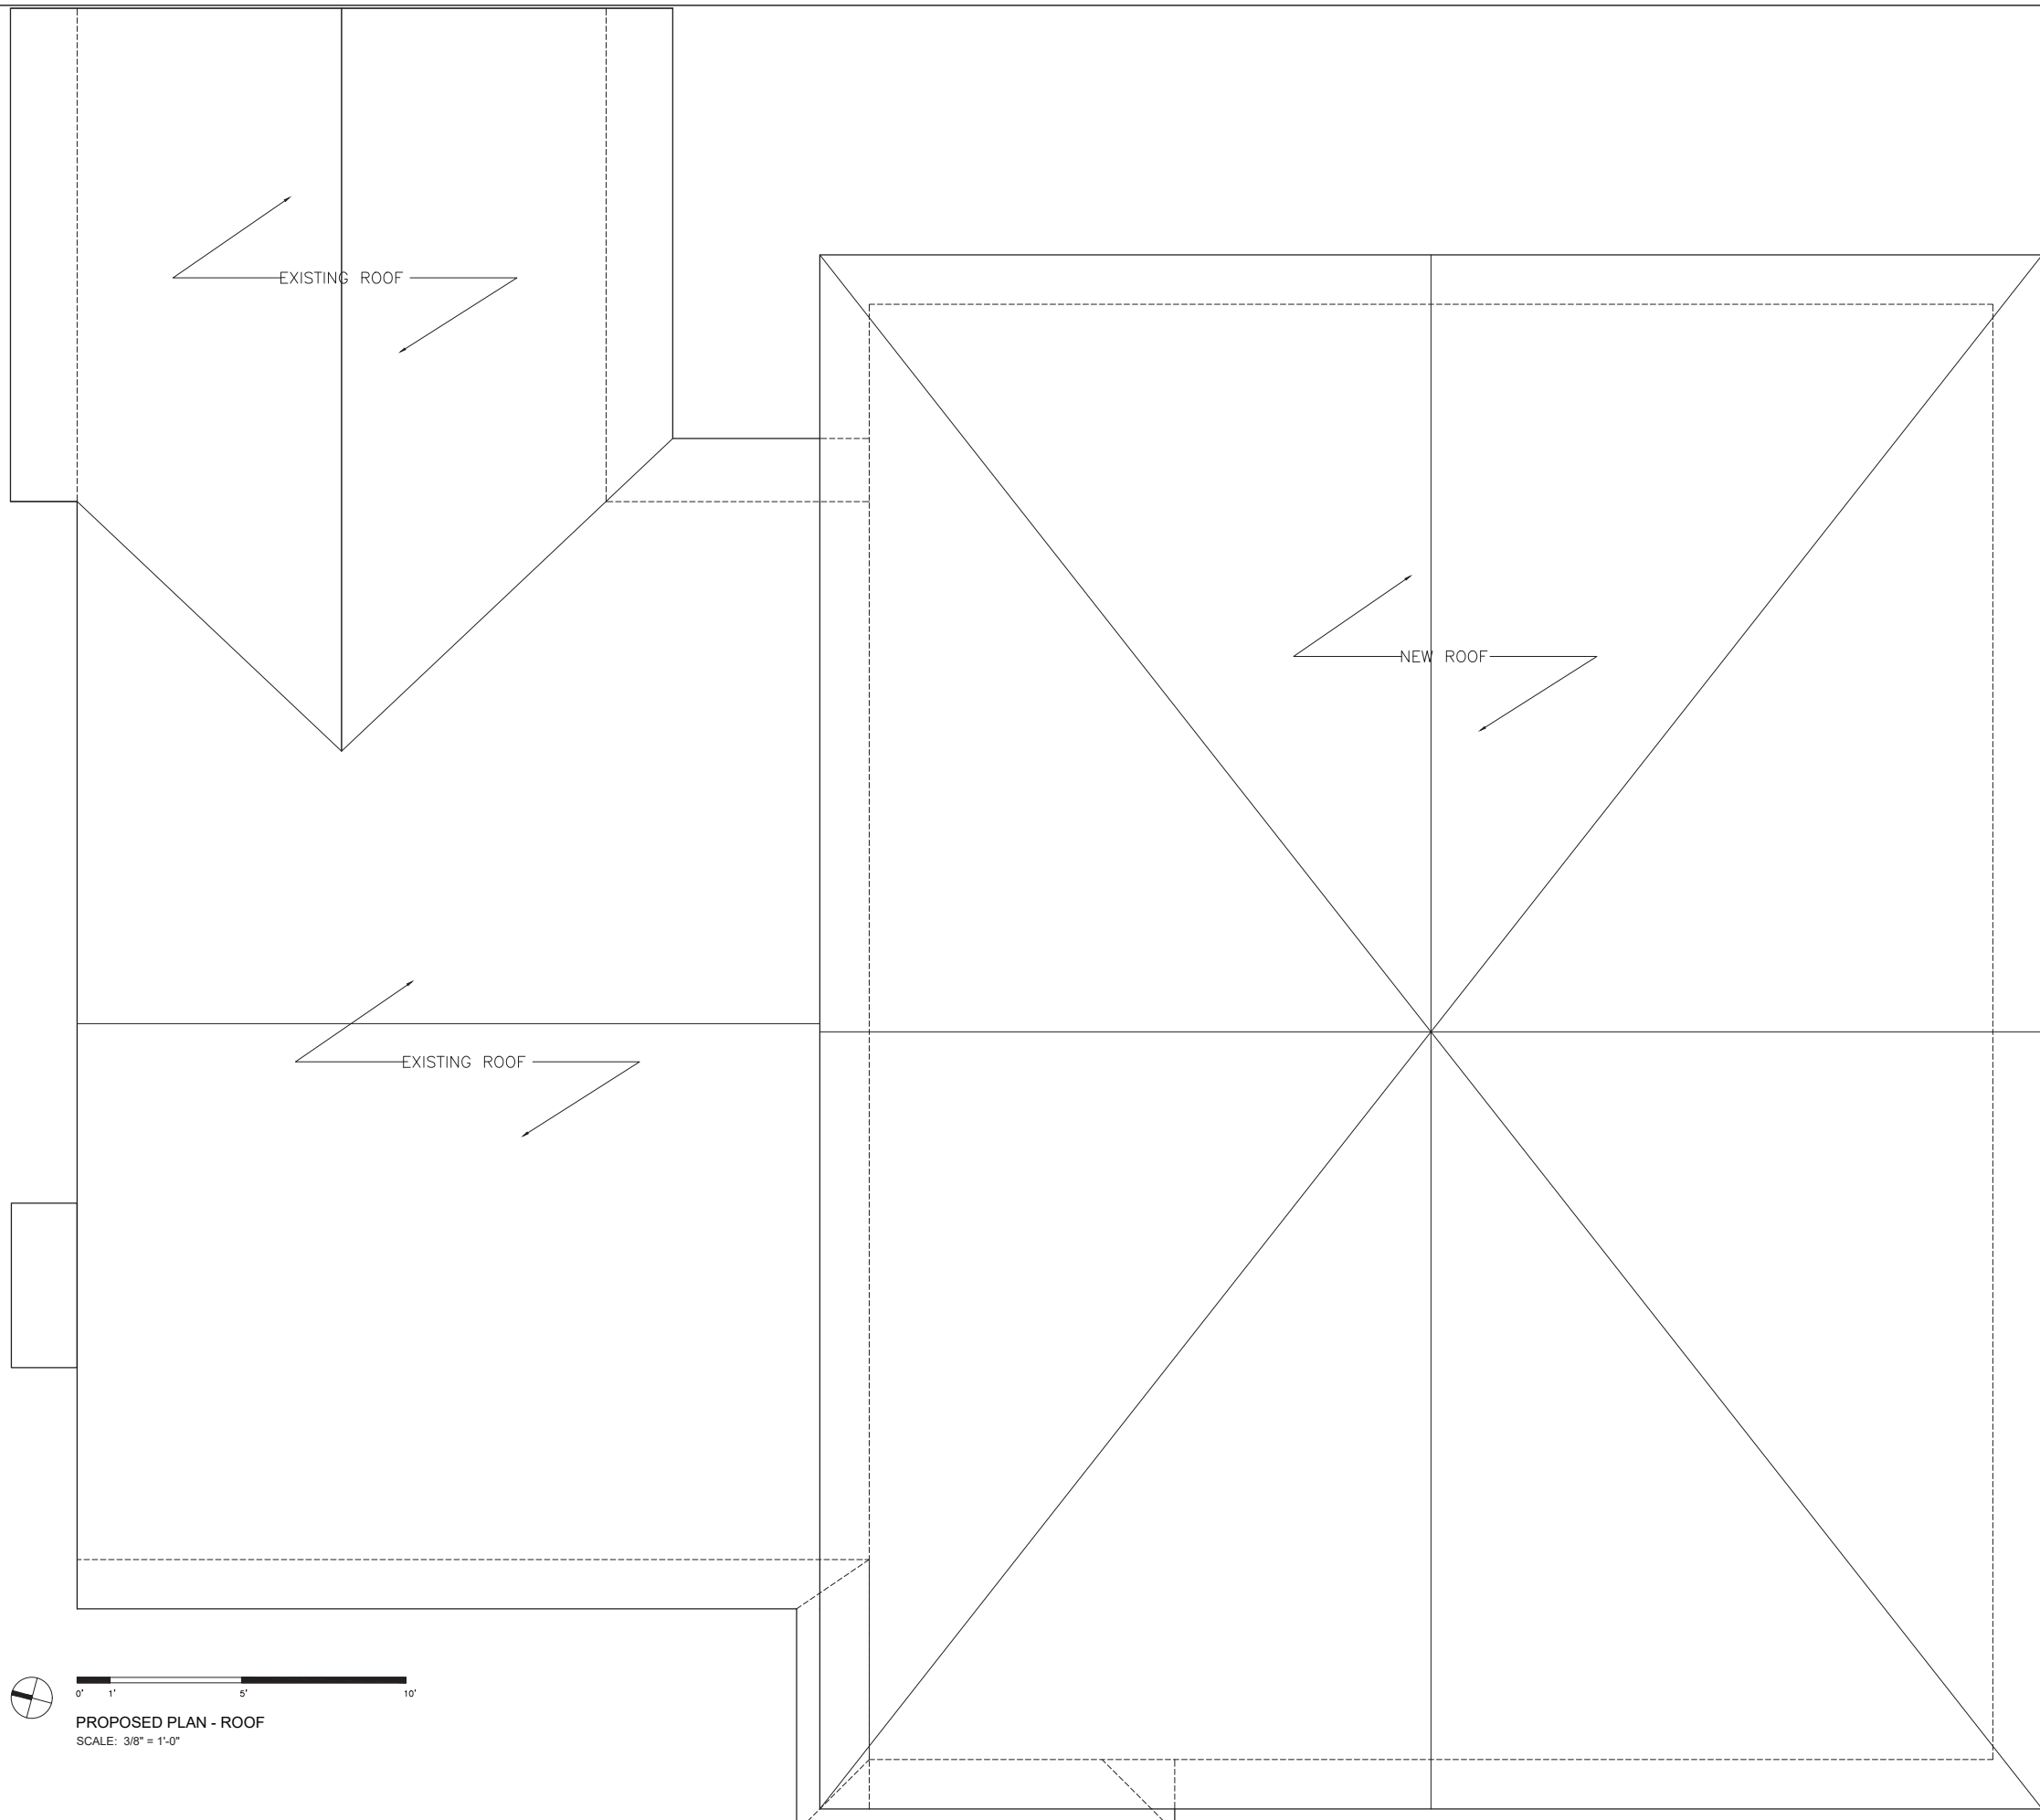 EXISTING ROOF
NEW ROOF
EXISTING ROOF
0' 1' 5' 10'
PROPOSED PLAN - ROOF
SCALE: 3/8" = 1'-0"